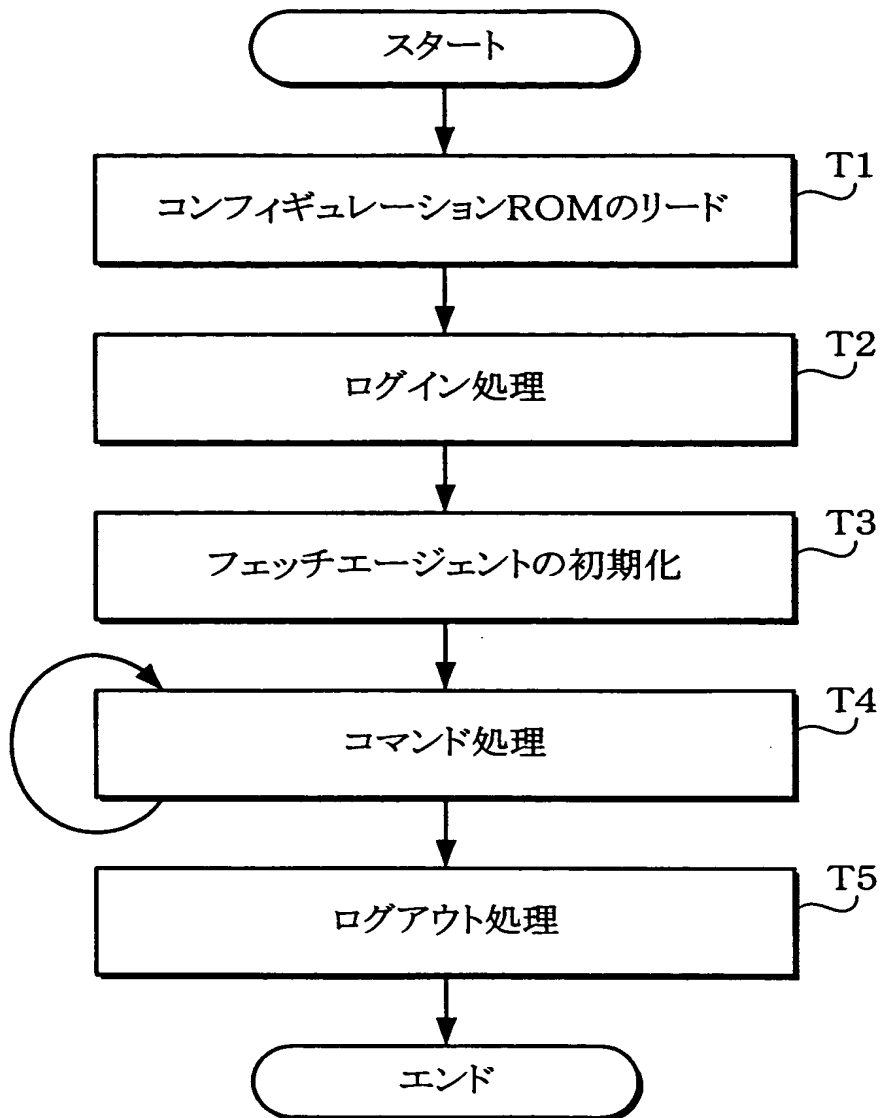 スタート
T1
コンフィギュレーションROMのリード
T2
ログイン処理
T3
フェッチエージェントの初期化
T4
コマンド処理
T5
ログアウト処理
エンド